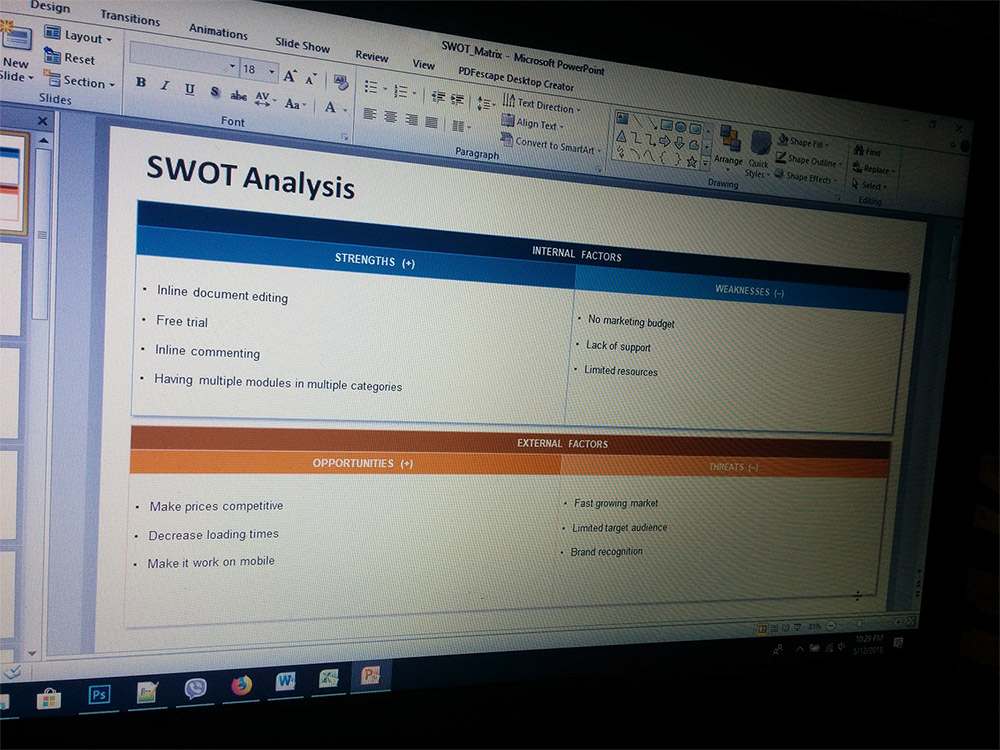 Design Transitions Animations Slide Show Review View PDFescape Desktop Creator
SWOT_Matrix - Microsoft PowerPoint
New
Slide
Layout
Reset
Section
Slides
18
B I U S abc AV Aa A
Font
Text Direction
Align Text
Convert to SmartArt
Paragraph
Arrange
Quick
Styles
Shape Fill
Shape Outline
Shape Effects
Drawing
Find
Replace
Select
Editing
SWOT Analysis
INTERNAL FACTORS
STRENGTHS (+)
• Inline document editing
• Free trial
• Inline commenting
• Having multiple modules in multiple categories
WEAKNESSES (–)
• No marketing budget
• Lack of support
• Limited resources
EXTERNAL FACTORS
OPPORTUNITIES (+)
• Make prices competitive
• Decrease loading times
• Make it work on mobile
THREATS (–)
• Fast growing market
• Limited target audience
• Brand recognition
81%
10:29 PM
Ps